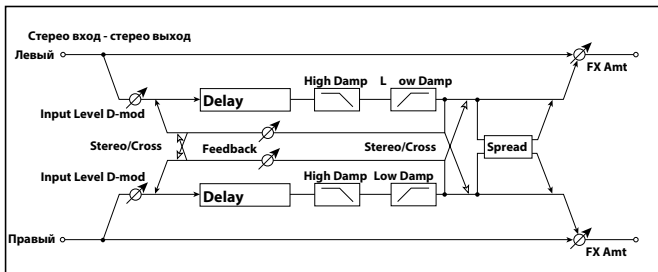 Стерео вход - стерео выход
Левый
FX Amt
High Damp L ow Damp
Input Level D-mod
Delay
Stereo/Cross
Feedback
Stereo/Cross
Spread
Input Level D-mod
High Damp Low Damp
Delay
Правый
FX Amt